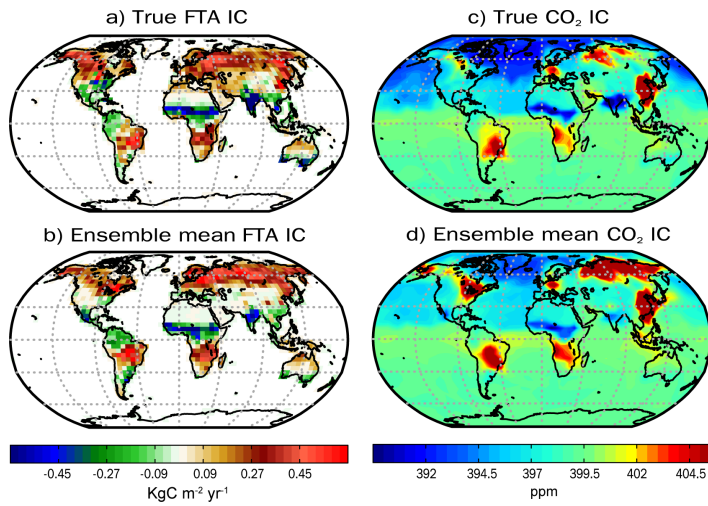 a) True FTA IC
c) True CO₂ IC
b) Ensemble mean FTA IC
d) Ensemble mean CO₂ IC
-0.45 -0.27 -0.09 0.09 0.27 0.45
KgC m⁻² yr⁻¹
392 394.5 397 399.5 402 404.5
ppm